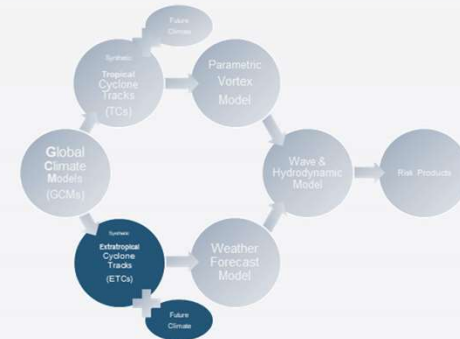 Future
Climate
Synthetic
Tropical
Cyclone
Tracks
(TCs)
Parametric
Vortex
Model
Global
Climate
Models
(GCMs)
Wave &
Hydrodynamic
Model
Risk Products
Synthetic
Extratropical
Cyclone
Tracks
(ETCs)
Weather
Forecast
Model
Future
Climate